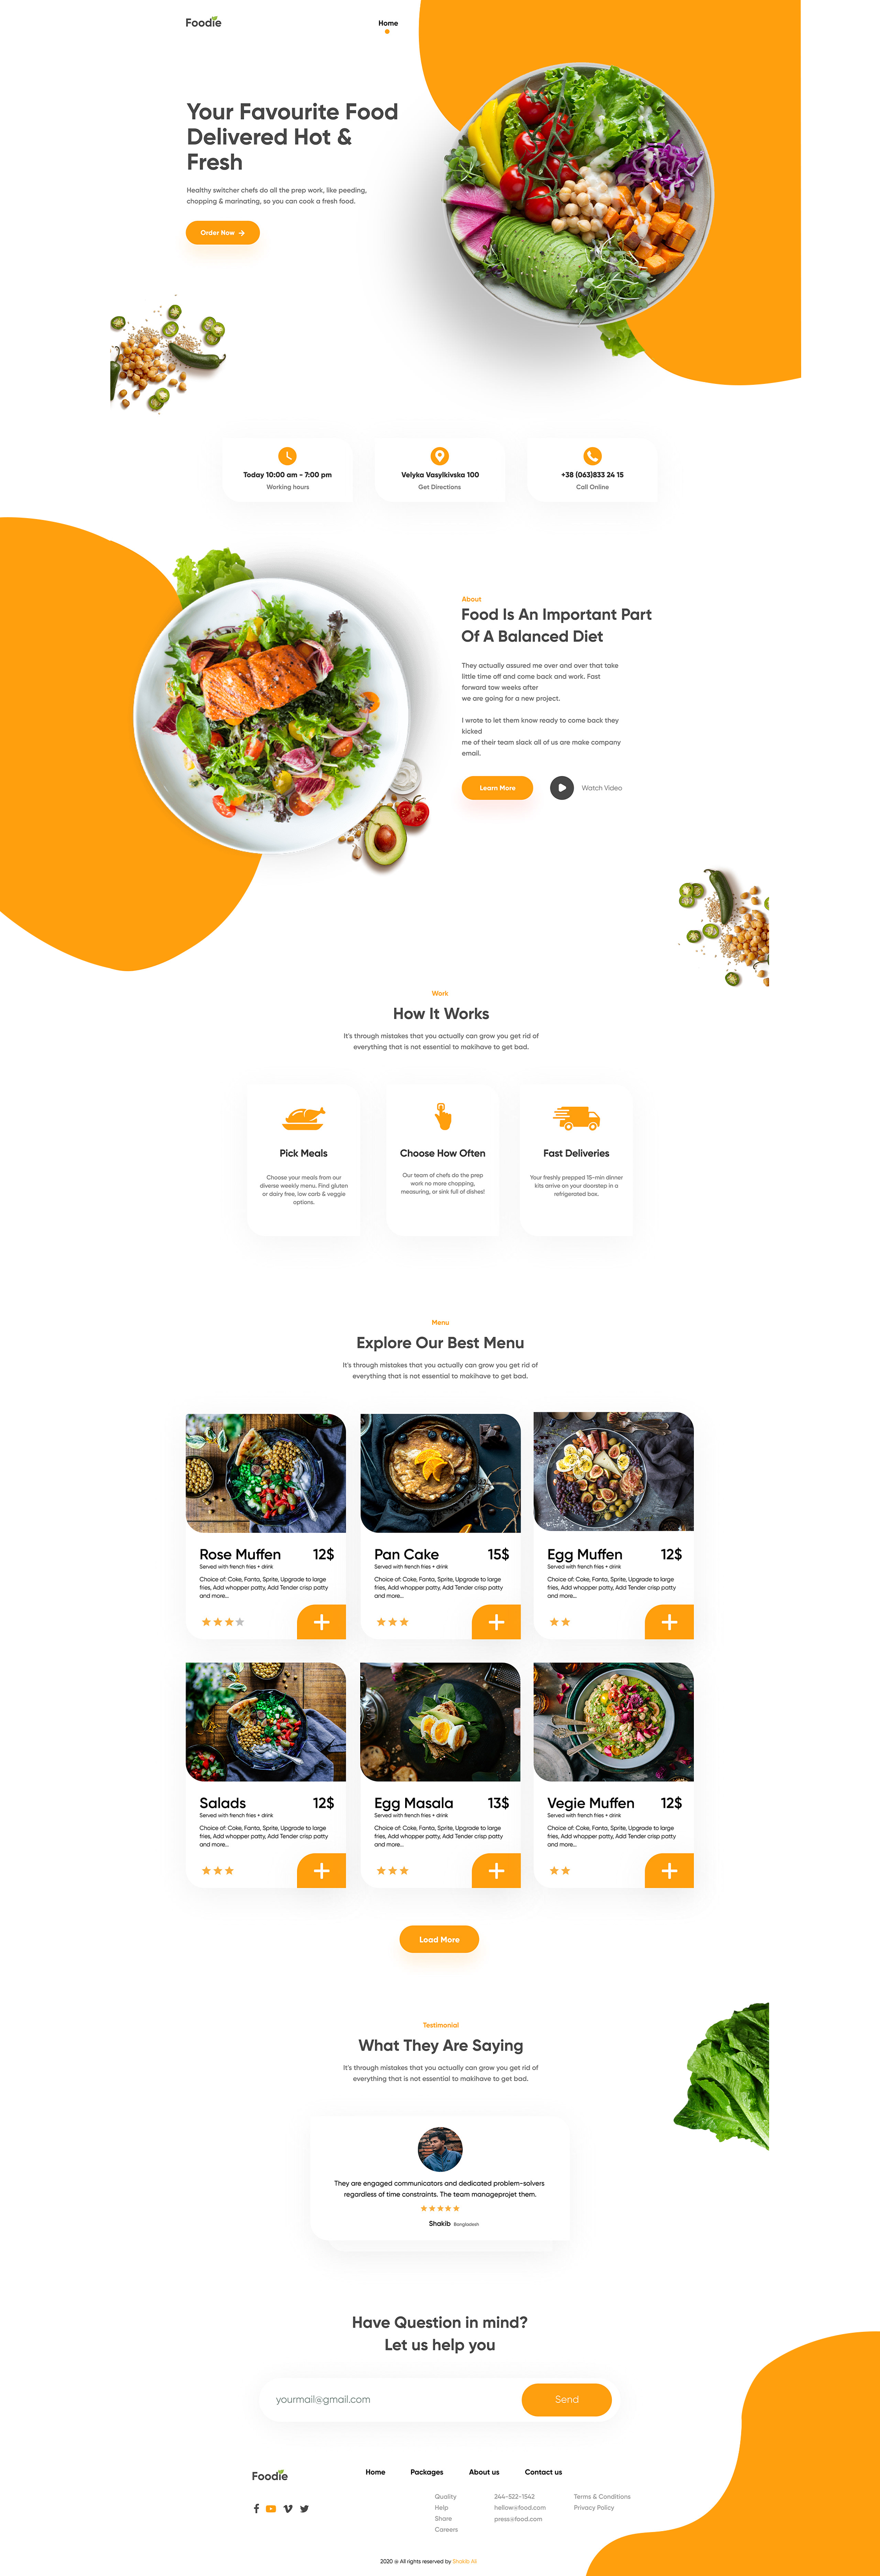 Foodie
Home
Your Favourite Food
Delivered Hot &
Fresh
Healthy switcher chefs do all the prep work, like peeding,
chopping & marinating, so you can cook a fresh food.
Order Now
Today 10:00 am - 7:00 pm
Working hours
Velyka Vasylkivska 100
Get Directions
+38 (063)833 24 15
Call Online
About
Food Is An Important Part
Of A Balanced Diet
They actually assured me over and over that take
little time off and come back and work. Fast
forward tow weeks after
we are going for a new project.
I wrote to let them know ready to come back they
kicked
me of their team slack all of us are make company
email.
Learn More
Watch Video
Work
How It Works
It's through mistakes that you actually can grow you get rid of
everything that is not essential to makihave to get bad.
Pick Meals
Choose your meals from our
diverse weekly menu. Find gluten
or dairy free, low carb & veggie
options.
Choose How Often
Our team of chefs do the prep
work no more chopping,
measuring, or sink full of dishes!
Fast Deliveries
Your freshly prepped 15-min dinner
kits arrive on your doorstep in a
refrigerated box.
Menu
Explore Our Best Menu
It's through mistakes that you actually can grow you get rid of
everything that is not essential to makihave to get bad.
Rose Muffen 12$
Served with french fries + drink
Choice of: Coke, Fanta, Sprite, Upgrade to large
fries, Add whopper patty, Add Tender crisp patty
and more...
Pan Cake 15$
Served with french fries + drink
Choice of: Coke, Fanta, Sprite, Upgrade to large
fries, Add whopper patty, Add Tender crisp patty
and more...
Egg Muffen 12$
Served with french fries + drink
Choice of: Coke, Fanta, Sprite, Upgrade to large
fries, Add whopper patty, Add Tender crisp patty
and more...
Salads 12$
Served with french fries + drink
Choice of: Coke, Fanta, Sprite, Upgrade to large
fries, Add whopper patty, Add Tender crisp patty
and more...
Egg Masala 13$
Served with french fries + drink
Choice of: Coke, Fanta, Sprite, Upgrade to large
fries, Add whopper patty, Add Tender crisp patty
and more...
Vegie Muffen 12$
Served with french fries + drink
Choice of: Coke, Fanta, Sprite, Upgrade to large
fries, Add whopper patty, Add Tender crisp patty
and more...
Load More
Testimonial
What They Are Saying
It's through mistakes that you actually can grow you get rid of
everything that is not essential to makihave to get bad.
They are engaged communicators and dedicated problem-solvers
regardless of time constraints. The team manageprojet them.
Shakib Bangladesh
Have Question in mind?
Let us help you
yourmail@gmail.com
Send
Foodie
Home Packages About us Contact us
Quality
Help
Share
Careers
244-522-1542
hellow@food.com
press@food.com
Terms & Conditions
Privacy Policy
2020 @ All rights reserved by Shakib Ali